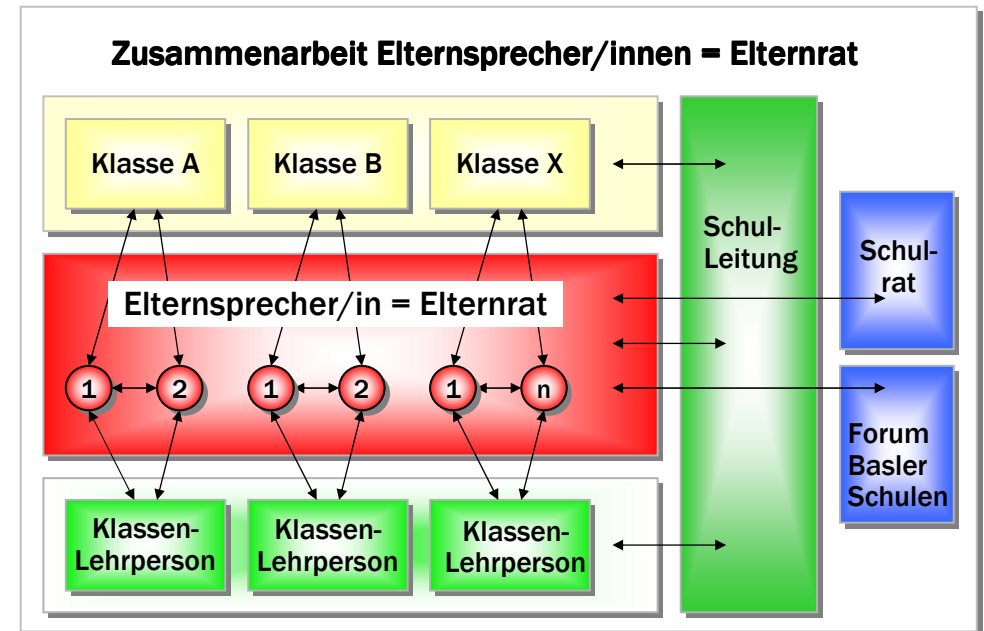 Zusammenarbeit Elternsprecher/innen = Elternrat
Klasse A
Klasse B
Klasse X
Elternsprecher/in = Elternrat
1
2
1
2
1
n
Klassen-
Lehrperson
Klassen-
Lehrperson
Klassen-
Lehrperson
Schul-
Leitung
Schul-
rat
Forum
Basler
Schulen